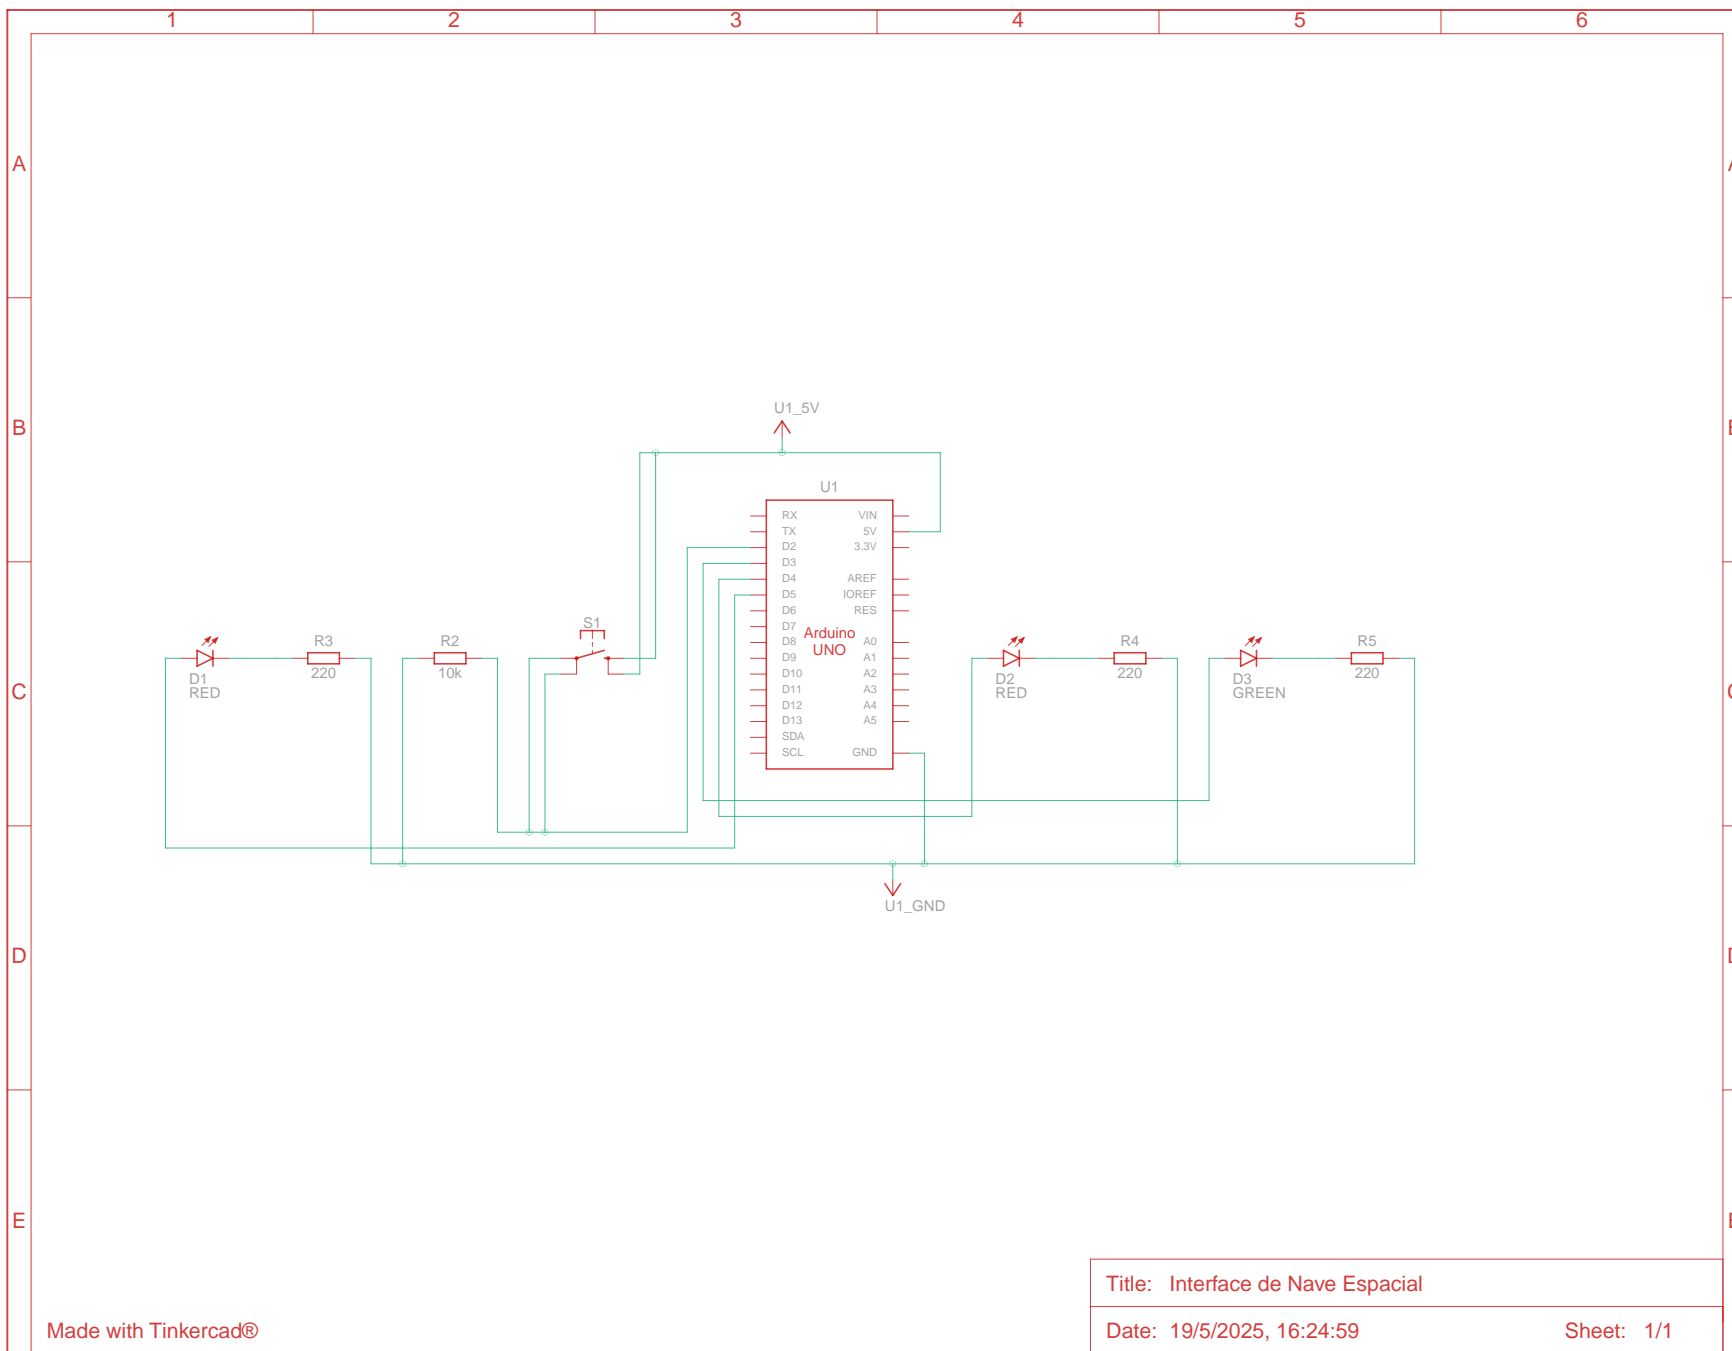 1 2 3 4 5 6
A
B
C
D
E
U1_5V
U1
RX VIN
TX 5V
D2 3.3V
D3
D4 AREF
D5 IOREF
D6 RES
D7
D8 A0
D9 A1
D10 A2
D11 A3
D12 A4
D13 A5
SDA
SCL GND
Arduino
UNO
S1
R3
220
R2
10k
D1
RED
D2
RED
R4
220
D3
GREEN
R5
220
U1_GND
Title: Interface de Nave Espacial
Made with Tinkercad®
Date: 19/5/2025, 16:24:59 Sheet: 1/1